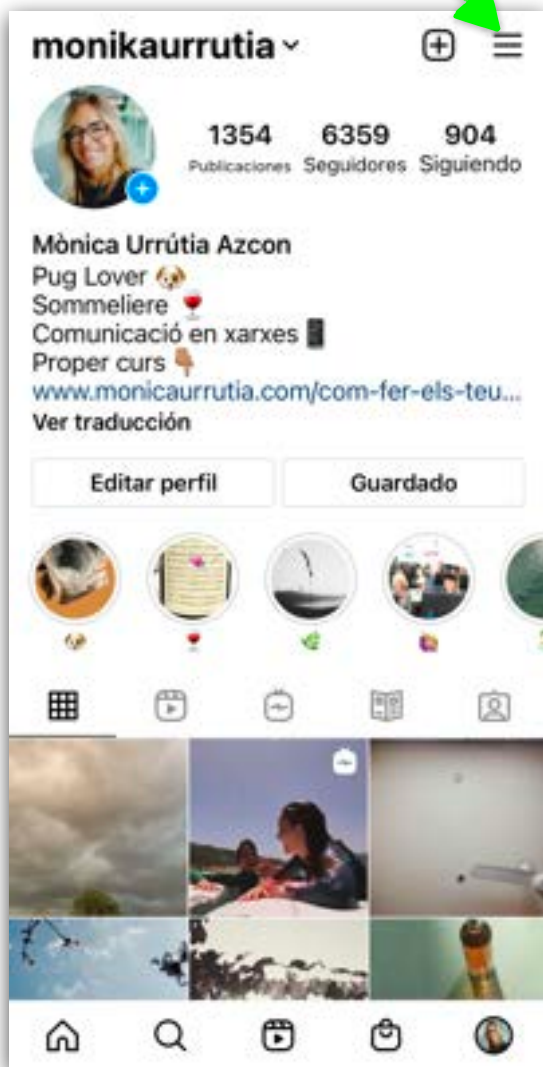 monikaurrutia
1354 6359 904
Publicaciones Seguidores Siguiendo
Mònica Urrútia Azcon
Pug Lover 🐶
Sommeliere 🍷
Comunicació en xarxes 📱
Proper curs 👇🏽
www.monicaurrutia.com/com-fer-els-teu...
Ver traducción
Editar perfil Guardado